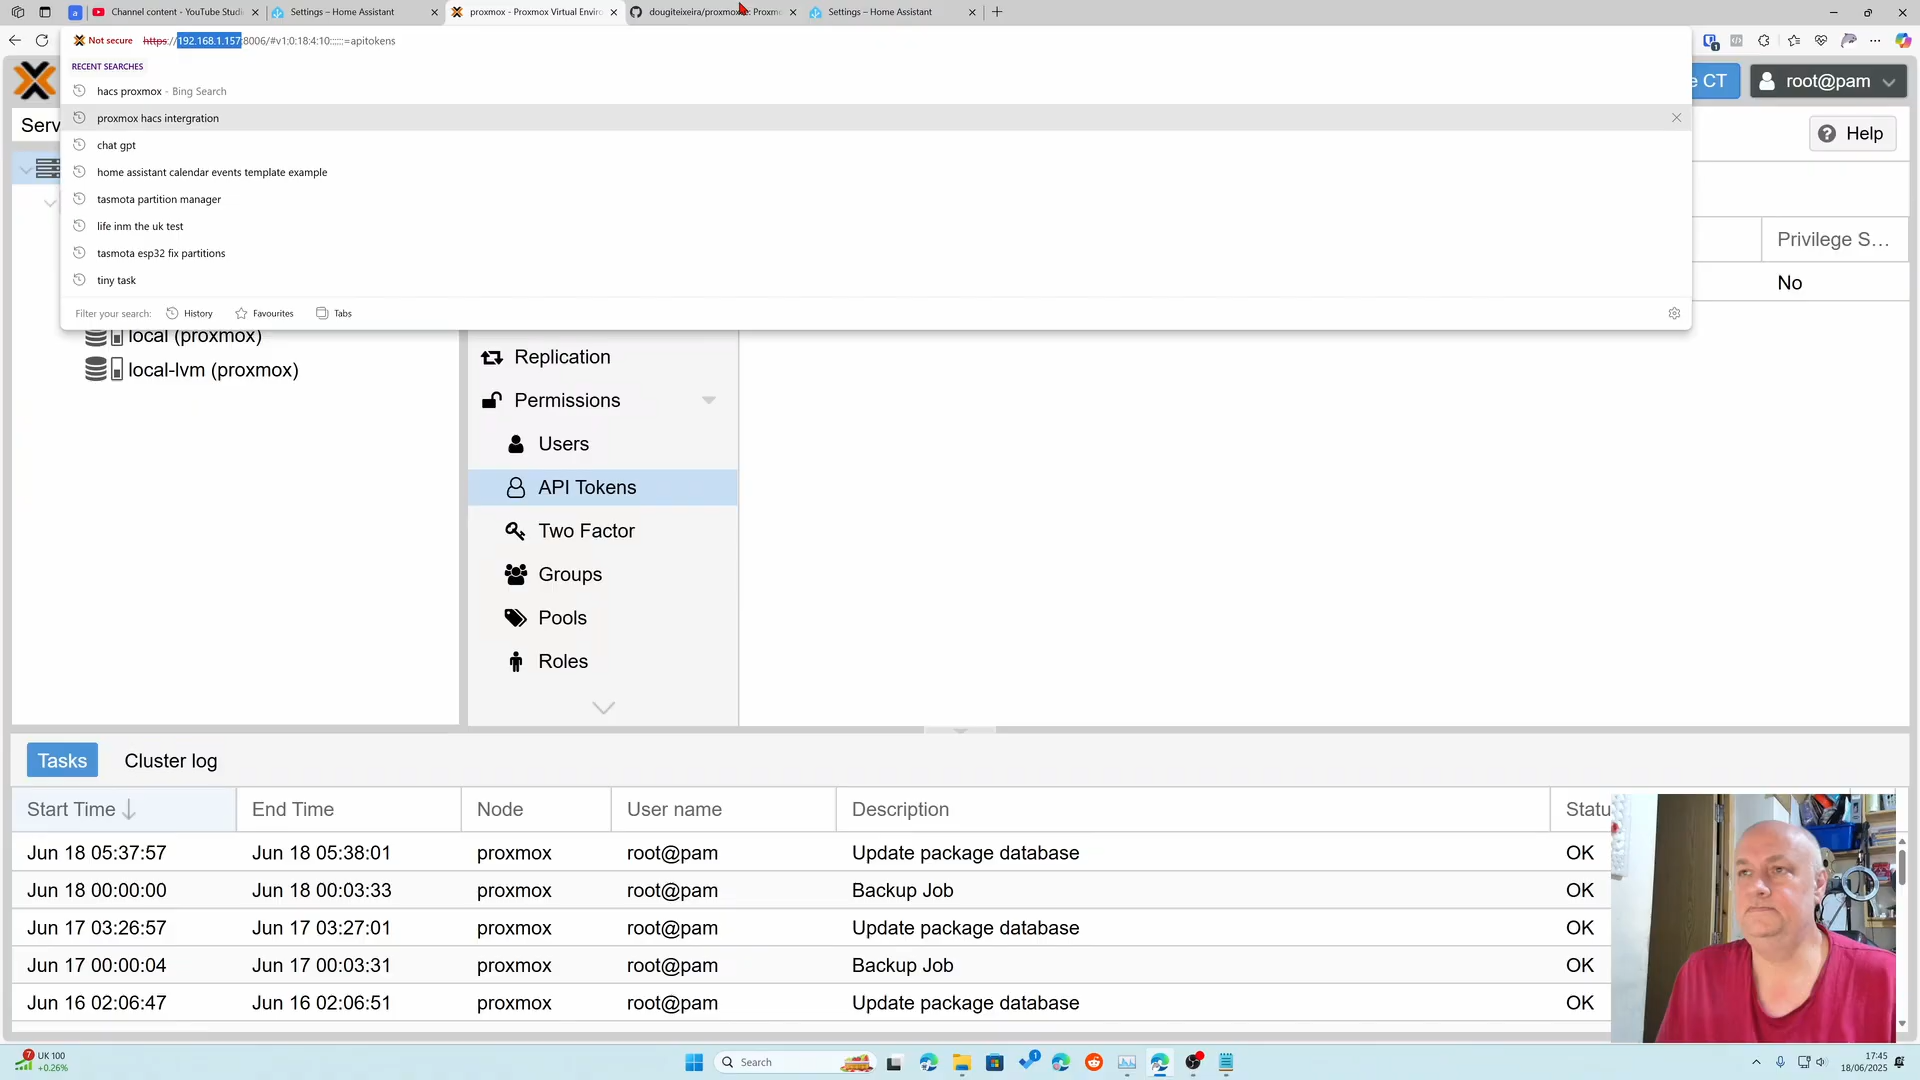 Channel content - YouTube Studi
Settings – Home Assistant
proxmox - Proxmox Virtual Enviro
dougiteixeira/proxmox
: Proxmo
Settings – Home Assistant
Not secure
https://192.168.1.157:8006/#v1:0:18:4:10::::::=apitokens
RECENT SEARCHES
hacs proxmox - Bing Search
proxmox hacs intergration
chat gpt
home assistant calendar events template example
tasmota partition manager
life inm the uk test
tasmota esp32 fix partitions
tiny task
Filter your search:
History
Favourites
Tabs
e CT
root@pam
Serv
Help
Privilege S...
No
local (proxmox)
local-lvm (proxmox)
Replication
Permissions
Users
API Tokens
Two Factor
Groups
Pools
Roles
Tasks
Cluster log
Start Time
End Time
Node
User name
Description
Statu
Jun 18 05:37:57
Jun 18 05:38:01
proxmox
root@pam
Update package database
OK
Jun 18 00:00:00
Jun 18 00:03:33
proxmox
root@pam
Backup Job
OK
Jun 17 03:26:57
Jun 17 03:27:01
proxmox
root@pam
Update package database
OK
Jun 17 00:00:04
Jun 17 00:03:31
proxmox
root@pam
Backup Job
OK
Jun 16 02:06:47
Jun 16 02:06:51
proxmox
root@pam
Update package database
OK
7
UK 100
+0.26%
Search
1
17:45
18/06/2025